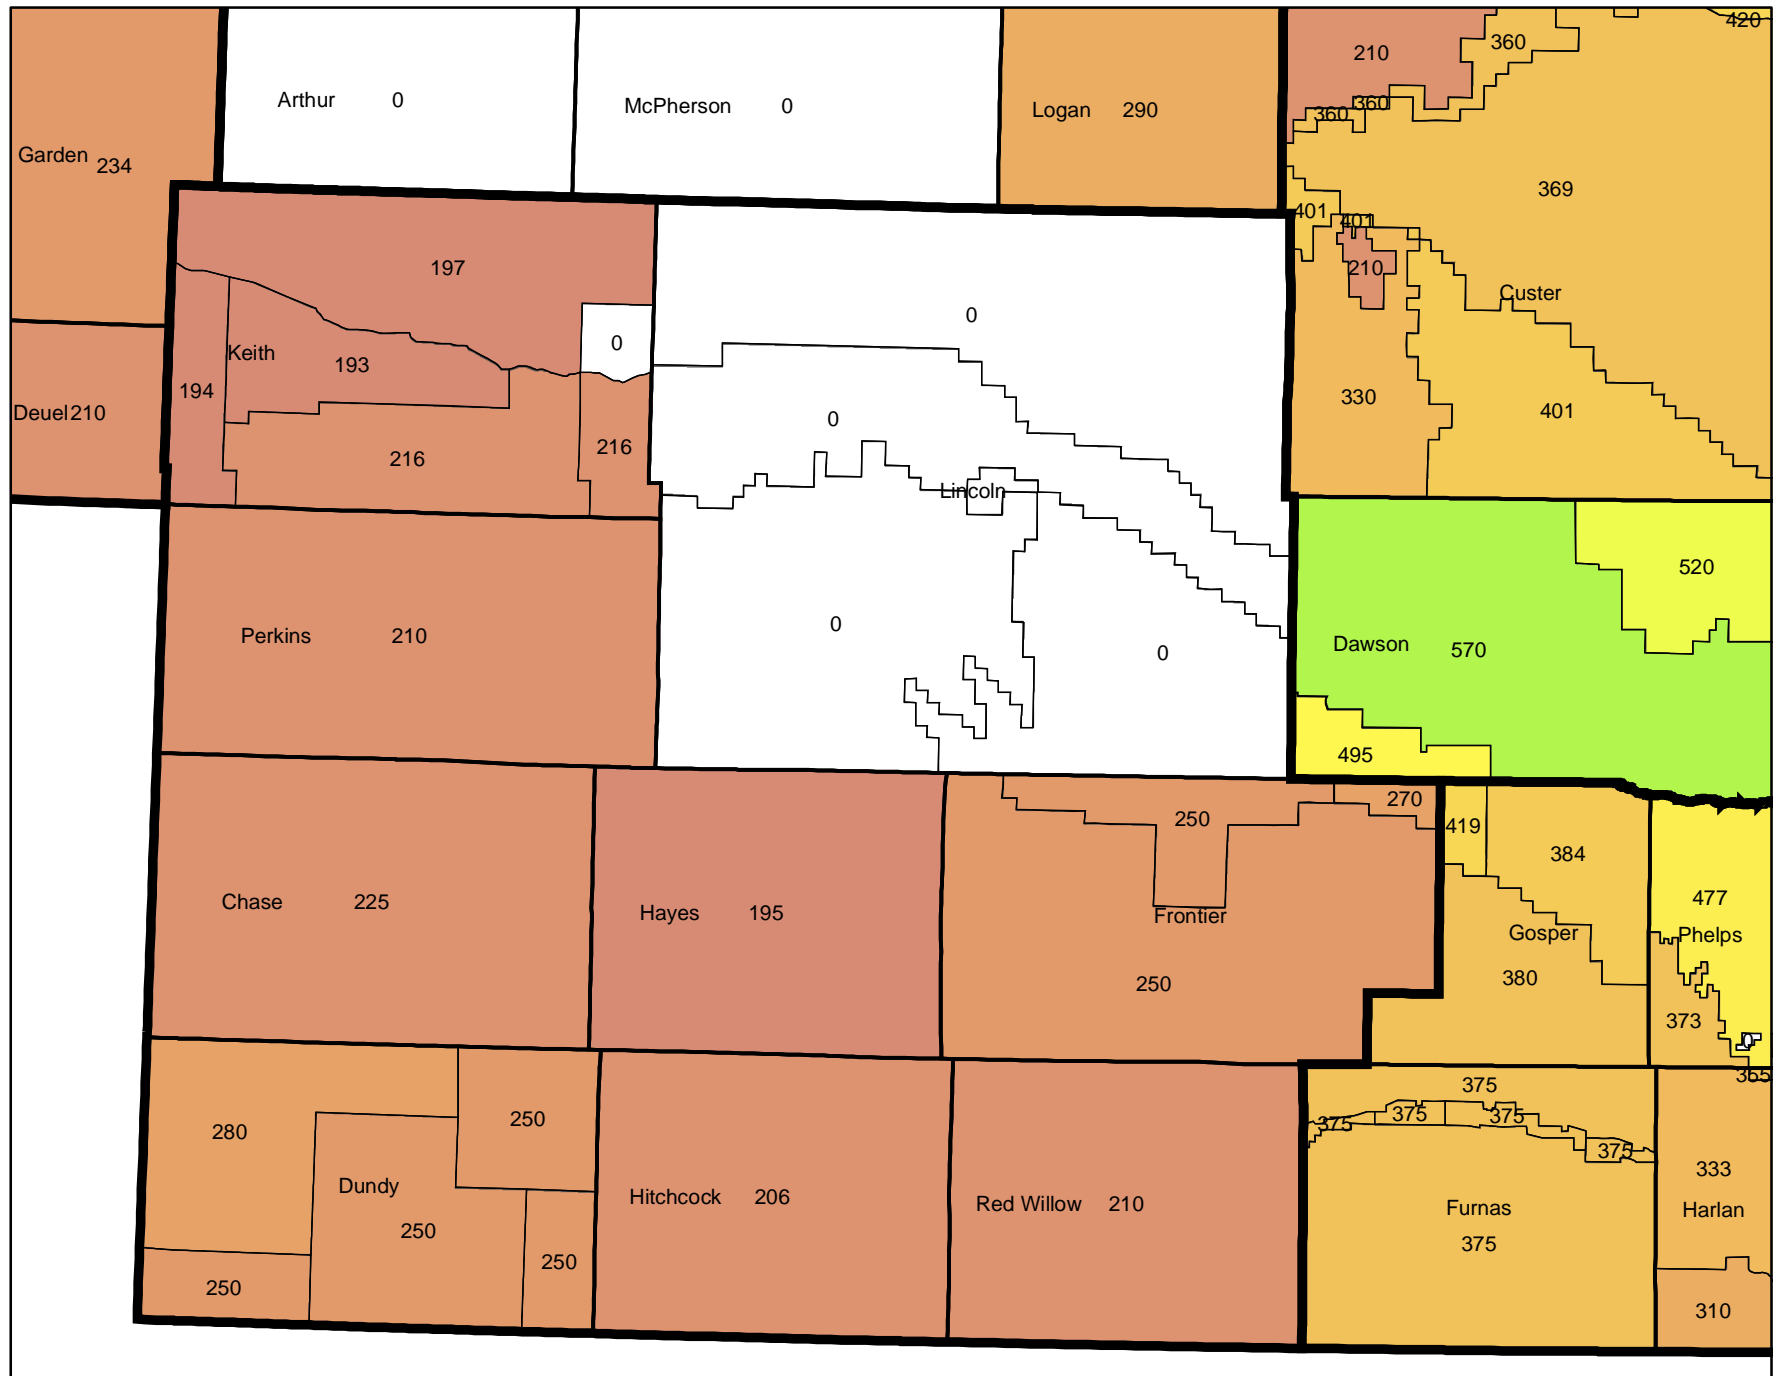 420
210
360
Arthur 0
McPherson 0
Logan 290
360
360
Garden 234
369
401
401
197
210
Custer
0
0
Keith
193
194
330
401
Deuel 210
0
216
216
Lincoln
520
Perkins 210
0
0
Dawson 570
495
270
250
419
384
Chase 225
Hayes 195
Frontier
477
Gosper
Phelps
380
250
373
0
355
375
280
250
375
375
375
375
333
Dundy
Hitchcock 206
Red Willow 210
Furnas
Harlan
250
375
250
250
310